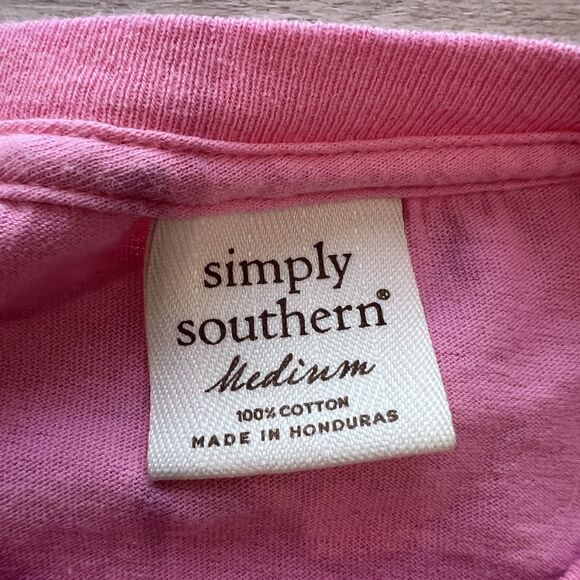 simply
southern®
Medium
100% COTTON
MADE IN HONDURAS